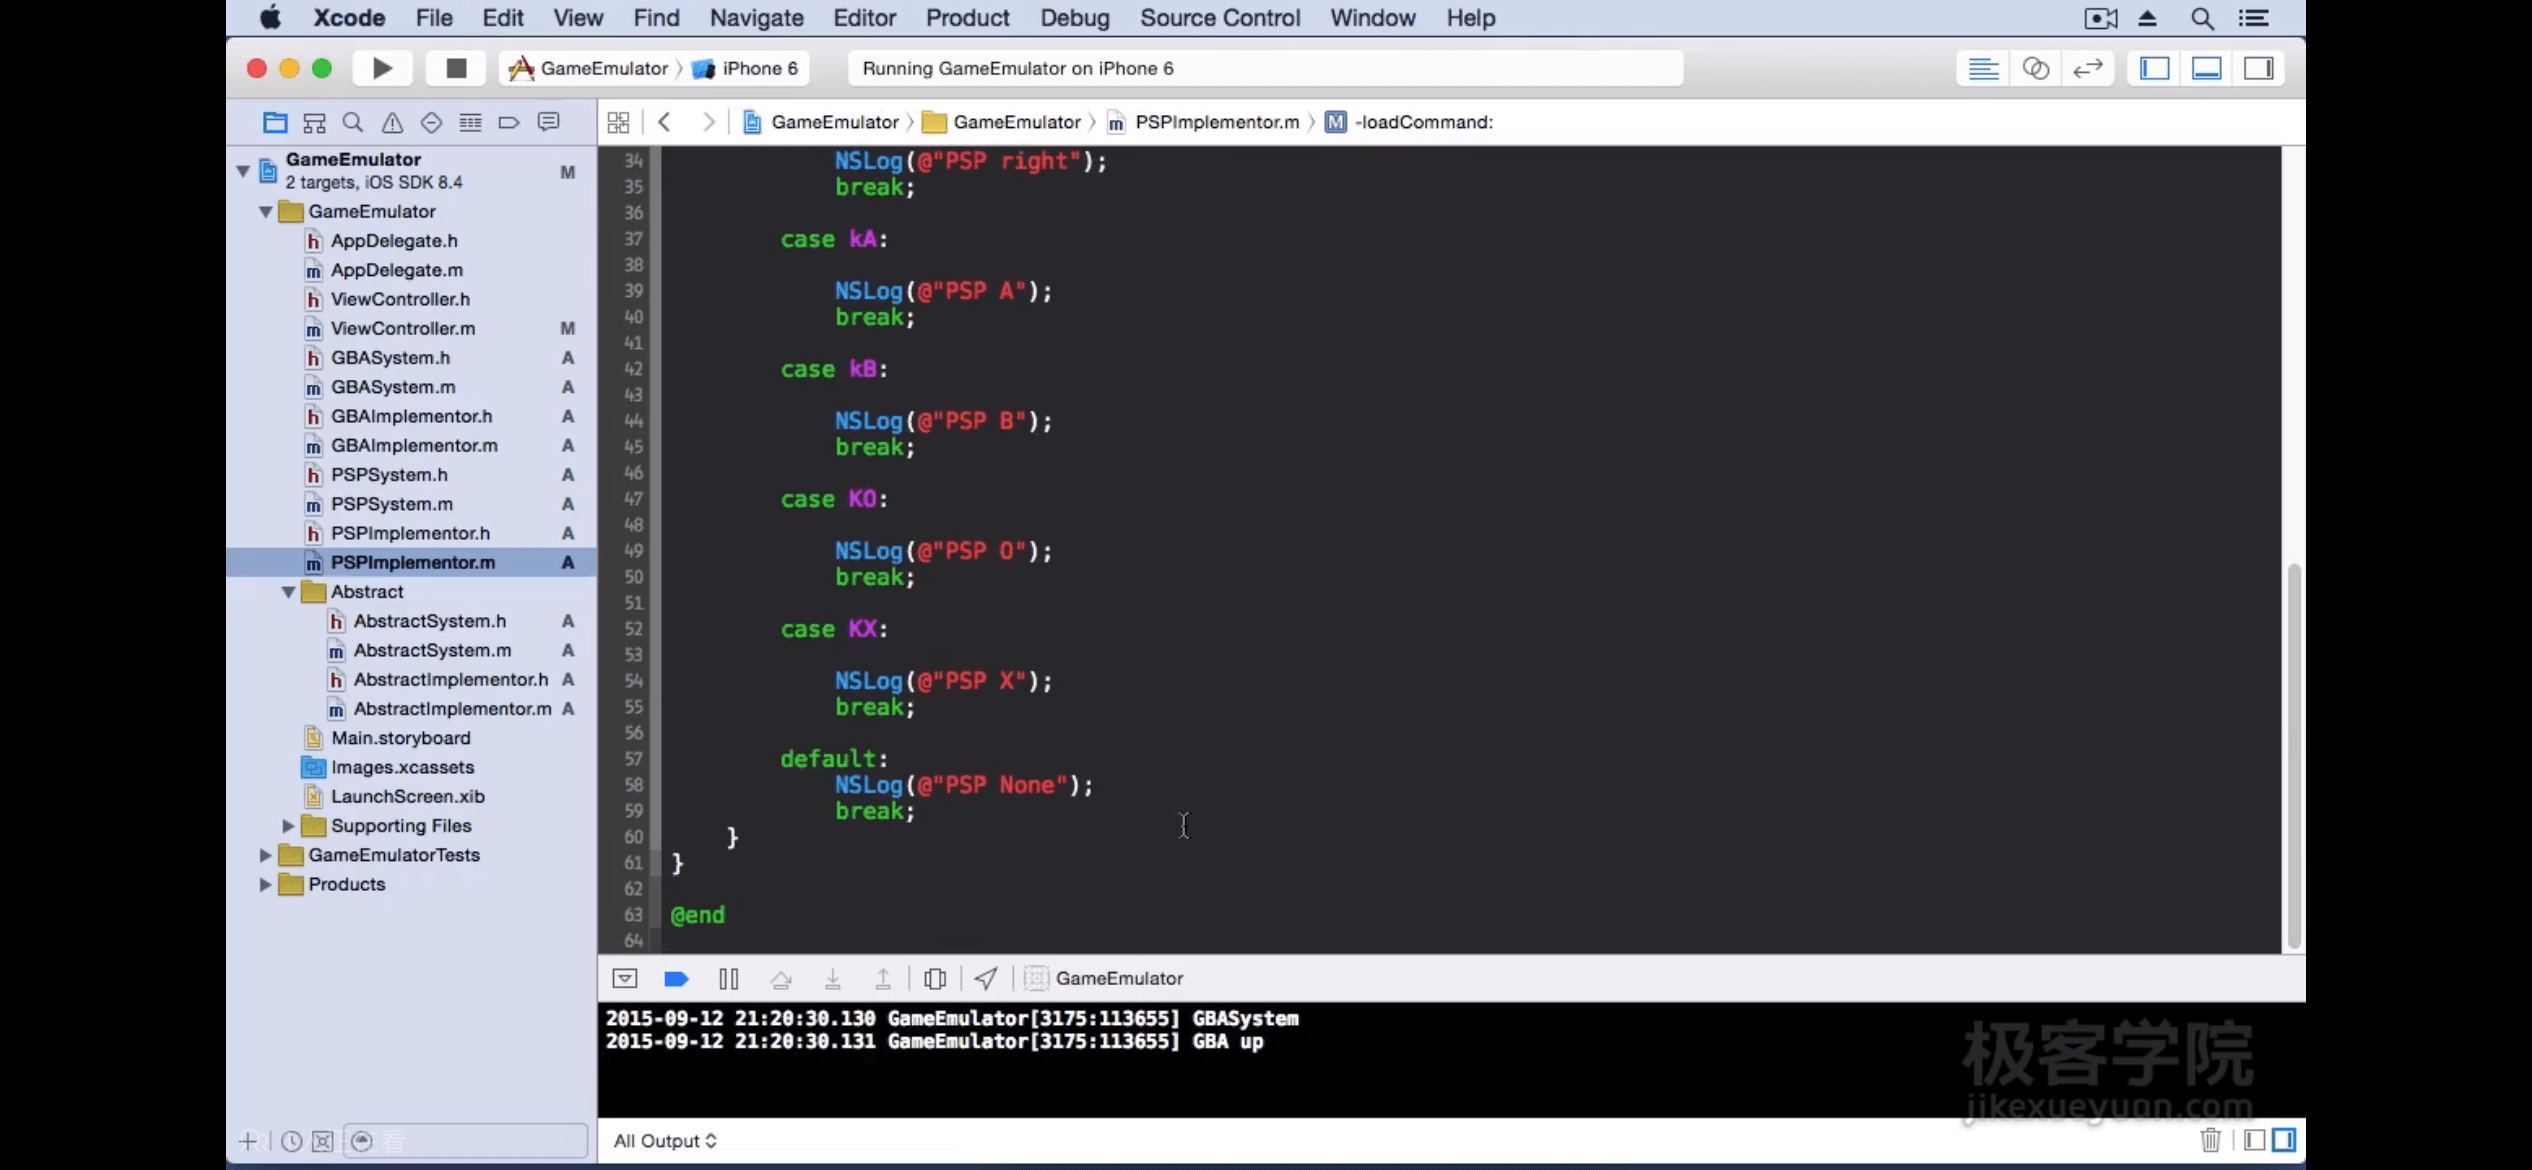 Xcode File Edit View Find Navigate Editor Product Debug Source Control Window Help
GameEmulator iPhone 6 Running GameEmulator on iPhone 6
GameEmulator GameEmulator PSPImplementor.m M -loadCommand:
GameEmulator
2 targets, iOS SDK 8.4 M
GameEmulator
h AppDelegate.h
m AppDelegate.m
h ViewController.h
m ViewController.m M
h GBASystem.h A
m GBASystem.m A
h GBAImplementor.h A
m GBAImplementor.m A
h PSPSystem.h A
m PSPSystem.m A
h PSPImplementor.h A
m PSPImplementor.m A
Abstract
h AbstractSystem.h A
m AbstractSystem.m A
h AbstractImplementor.h A
m AbstractImplementor.m A
Main.storyboard
Images.xcassets
LaunchScreen.xib
Supporting Files
GameEmulatorTests
Products
34 NSLog(@"PSP right");
35 break;
36
37 case kA:
38
39 NSLog(@"PSP A");
40 break;
41
42 case kB:
43
44 NSLog(@"PSP B");
45 break;
46
47 case KO:
48
49 NSLog(@"PSP O");
50 break;
51
52 case KX:
53
54 NSLog(@"PSP X");
55 break;
56
57 default:
58 NSLog(@"PSP None");
59 break;
60 }
61 }
62
63 @end
64
GameEmulator
2015-09-12 21:20:30.130 GameEmulator[3175:113655] GBASystem
2015-09-12 21:20:30.131 GameEmulator[3175:113655] GBA up
极客学院
jikexueyuan.com
All Output